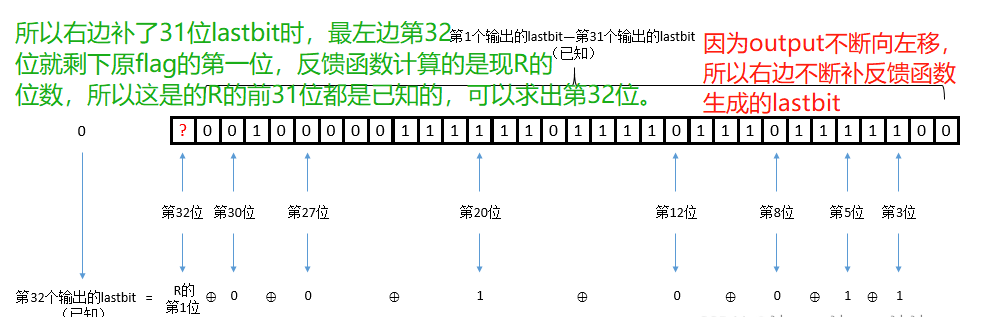 所以右边补了31位lastbit时，最左边第32
位就剩下原flag的第一位，反馈函数计算的是现R的
位数，所以这是的R的前31位都是已知的，可以求出第32位。
第1个输出的lastbit—第31个输出的lastbit
（已知）
因为output不断向左移，
所以右边不断补反馈函数
生成的lastbit
0 ? 0 0 1 0 0 0 0 0 1 1 1 1 1 1 0 1 1 1 1 0 1 1 1 0 1 1 1 1 1 0 0
第32位 第30位 第27位 第20位 第12位 第8位 第5位 第3位
第32个输出的lastbit = R的 ⊕ 0 ⊕ 0 ⊕ 1 ⊕ 0 ⊕ 0 ⊕ 1 ⊕ 1
（已知） 第1位